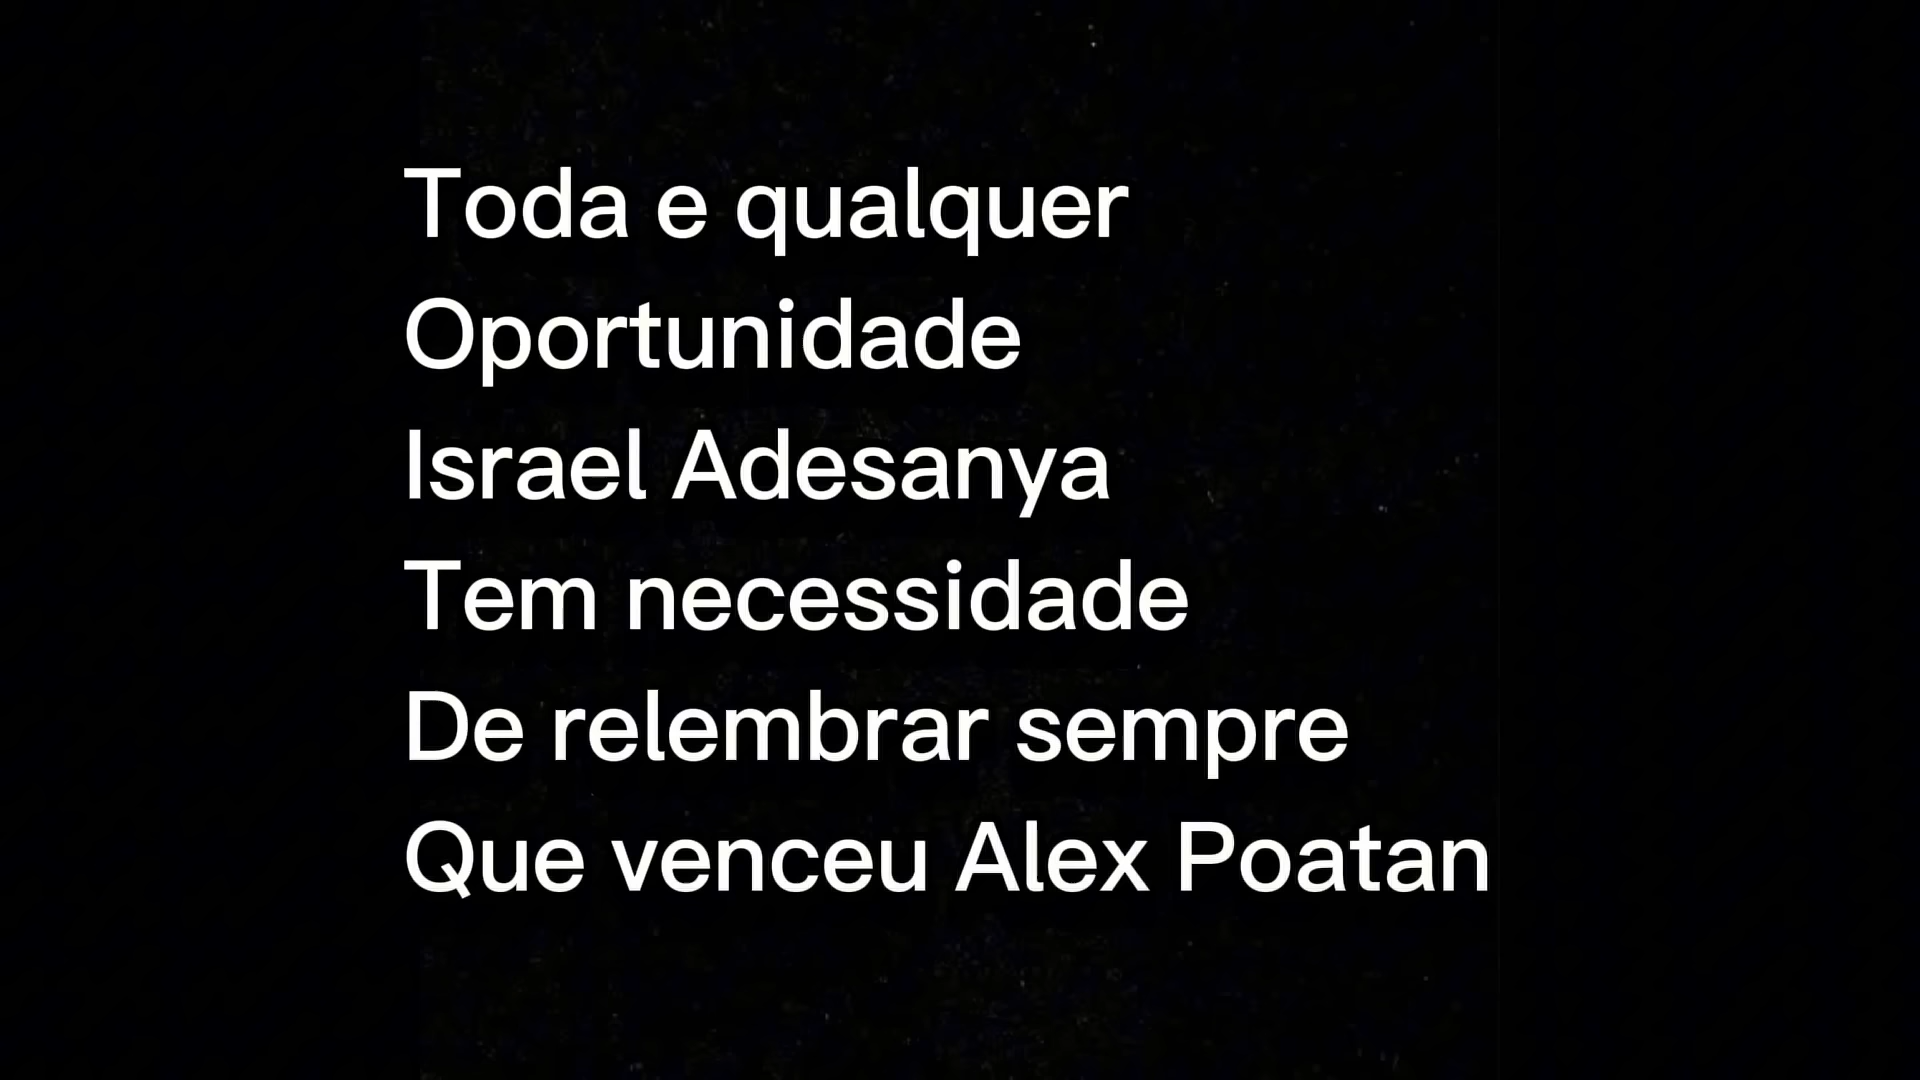 Toda e qualquer
Oportunidade
Israel Adesanya
Tem necessidade
De relembrar sempre
Que venceu Alex Poatan